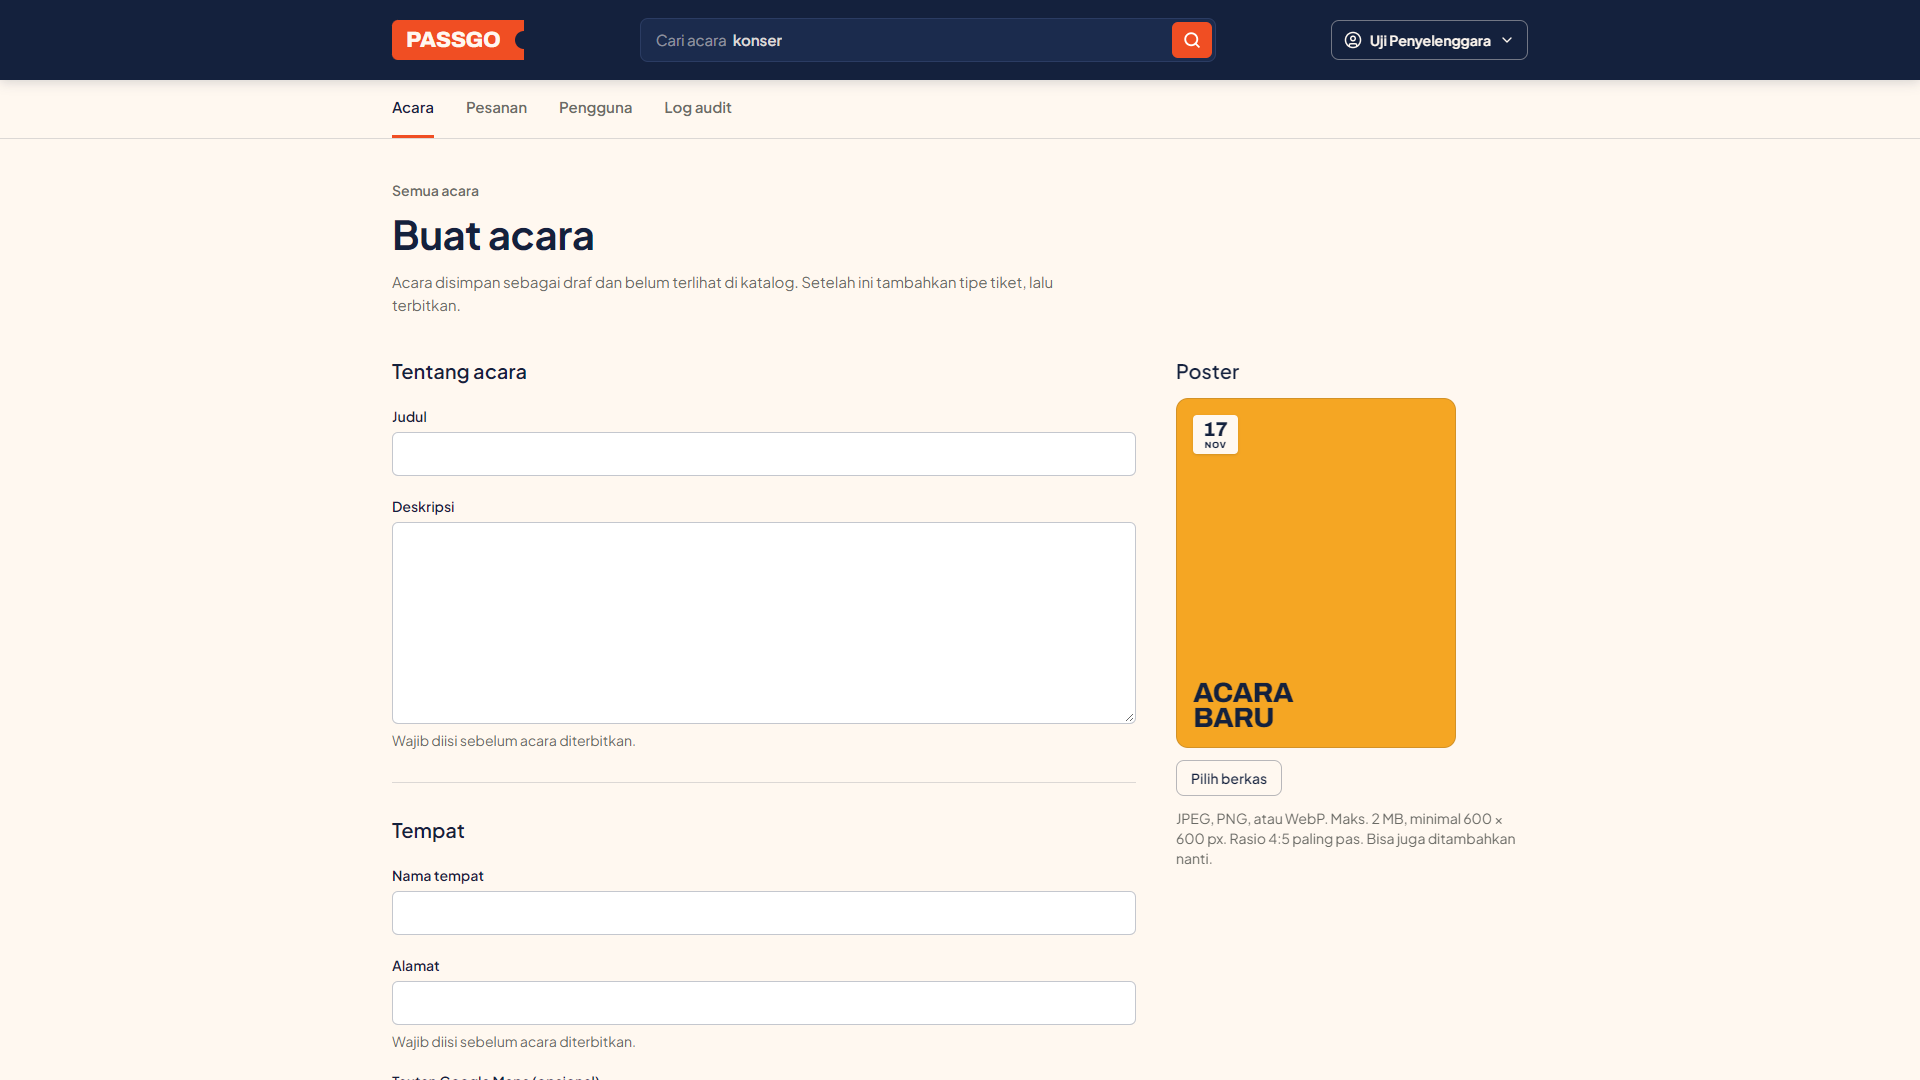 PASSGO
Cari acara konser
Uji Penyelenggara
Acara
Pesanan
Pengguna
Log audit
Semua acara
Buat acara
Acara disimpan sebagai draf dan belum terlihat di katalog. Setelah ini tambahkan tipe tiket, lalu
terbitkan.
Tentang acara
Judul
Deskripsi
Wajib diisi sebelum acara diterbitkan.
Tempat
Nama tempat
Alamat
Wajib diisi sebelum acara diterbitkan.
Tautan Google Maps (opsional)
Poster
17
NOV
ACARA
BARU
Pilih berkas
JPEG, PNG, atau WebP. Maks. 2 MB, minimal 600 ×
600 px. Rasio 4:5 paling pas. Bisa juga ditambahkan
nanti.